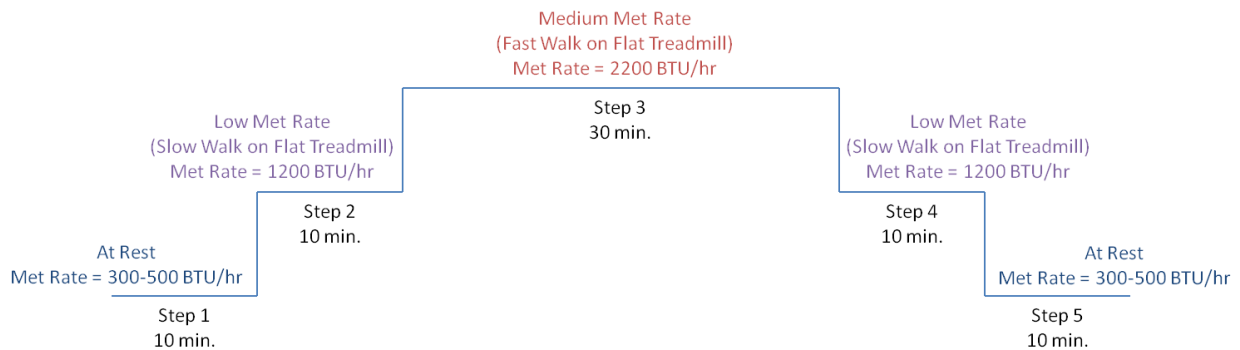 Medium Met Rate
(Fast Walk on Flat Treadmill)
Met Rate = 2200 BTU/hr
Step 3
30 min.
Low Met Rate
(Slow Walk on Flat Treadmill)
Met Rate = 1200 BTU/hr
Step 2
10 min.
Low Met Rate
(Slow Walk on Flat Treadmill)
Met Rate = 1200 BTU/hr
Step 4
10 min.
At Rest
Met Rate = 300-500 BTU/hr
Step 1
10 min.
At Rest
Met Rate = 300-500 BTU/hr
Step 5
10 min.